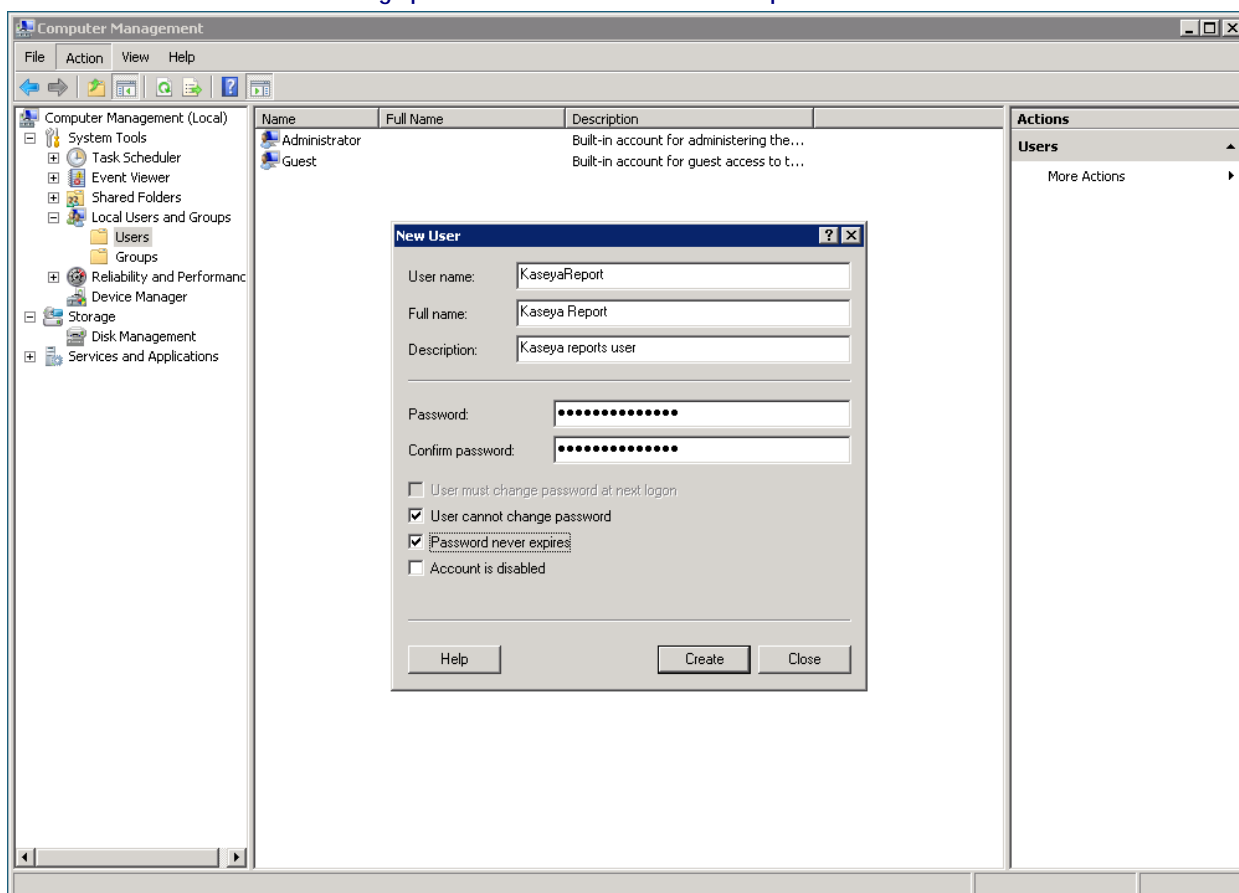 Computer Management
File Action View Help
Computer Management (Local)
System Tools
Task Scheduler
Event Viewer
Shared Folders
Local Users and Groups
Users
Groups
Reliability and Performanc
Device Manager
Storage
Disk Management
Services and Applications
Name Full Name Description
Administrator Built-in account for administering the...
Guest Built-in account for guest access to t...
Actions
Users
More Actions
New User
User name: KaseyaReport
Full name: Kaseya Report
Description: Kaseya reports user
Password: ••••••••••••••
Confirm password: ••••••••••••••
User must change password at next logon
User cannot change password
Password never expires
Account is disabled
Help Create Close